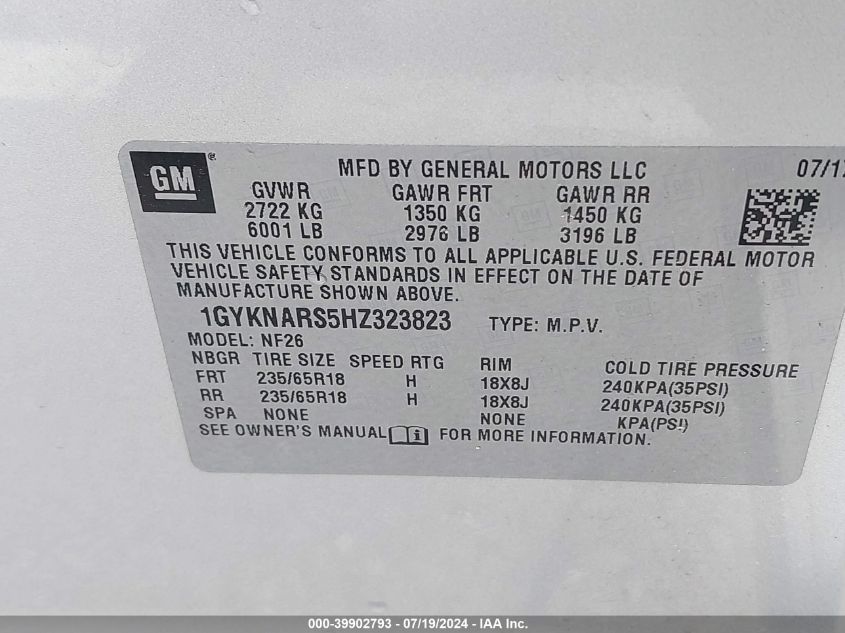 GM®
MFD BY GENERAL MOTORS LLC 07/17
GVWR GAWR FRT GAWR RR
2722 KG 1350 KG 1450 KG
6001 LB 2976 LB 3196 LB
THIS VEHICLE CONFORMS TO ALL APPLICABLE U.S. FEDERAL MOTOR
VEHICLE SAFETY STANDARDS IN EFFECT ON THE DATE OF
MANUFACTURE SHOWN ABOVE.
1GYKNARS5HZ323823 TYPE: M.P.V.
MODEL: NF26
NBGR TIRE SIZE SPEED RTG RIM COLD TIRE PRESSURE
FRT 235/65R18 H 18X8J 240KPA(35PSI)
RR 235/65R18 H 18X8J 240KPA(35PSI)
SPA NONE NONE KPA(PSI)
SEE OWNER'S MANUAL FOR MORE INFORMATION.
000-39902793 - 07/19/2024 - IAA Inc.